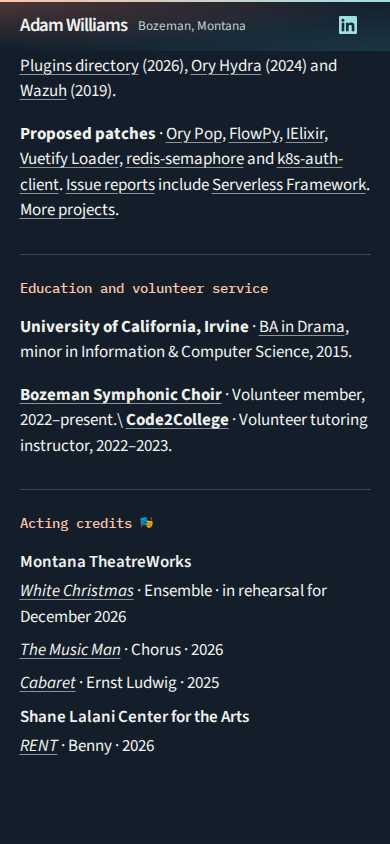 Adam Williams Bozeman, Montana in
Plugins directory (2026), Ory Hydra (2024) and
Wazuh (2019).
Proposed patches · Ory Pop, FlowPy, IElixir,
Vuetify Loader, redis-semaphore and k8s-auth-
client. Issue reports include Serverless Framework.
More projects.
Education and volunteer service
University of California, Irvine · BA in Drama,
minor in Information & Computer Science, 2015.
Bozeman Symphonic Choir · Volunteer member,
2022–present.\ Code2College · Volunteer tutoring
instructor, 2022–2023.
Acting credits 🎭
Montana TheatreWorks
White Christmas · Ensemble · in rehearsal for
December 2026
The Music Man · Chorus · 2026
Cabaret · Ernst Ludwig · 2025
Shane Lalani Center for the Arts
RENT · Benny · 2026